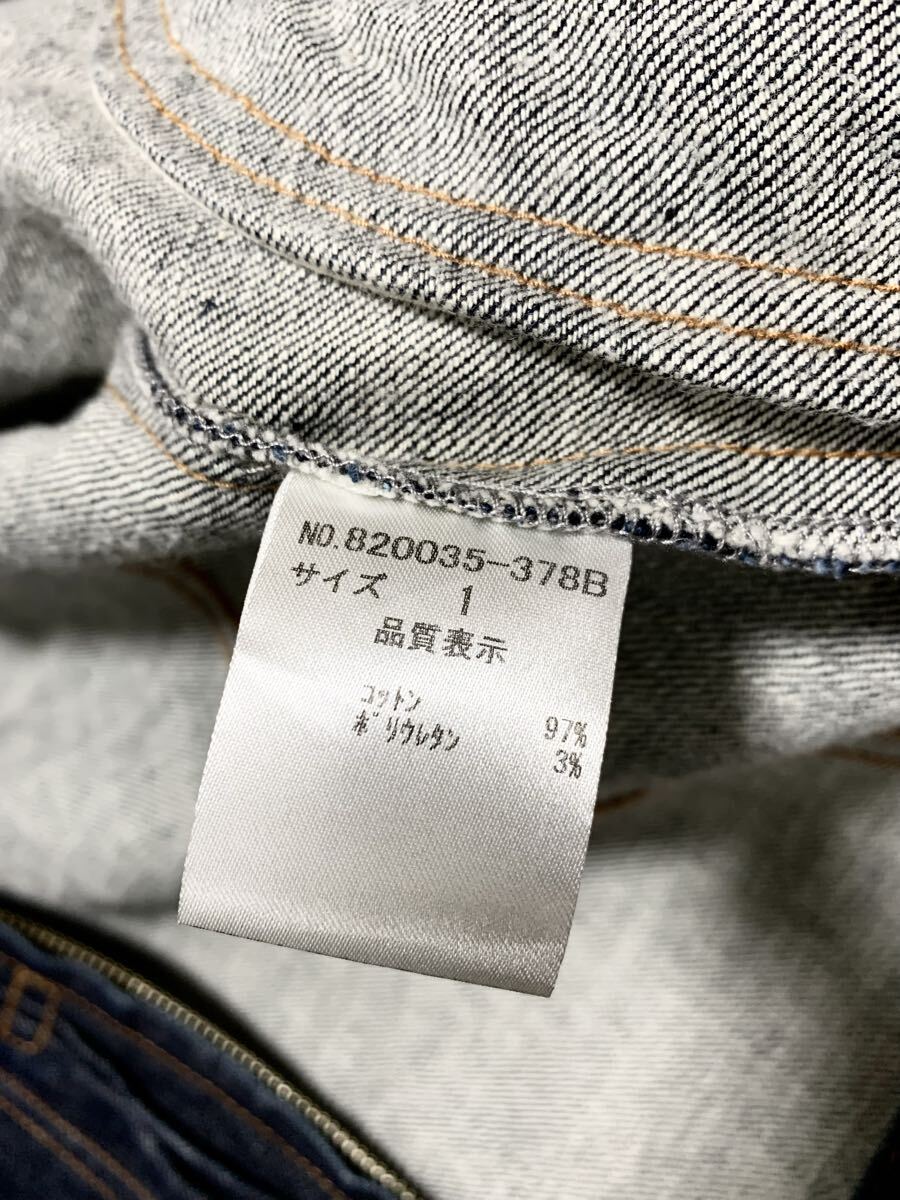 NO.820035-378B
サイズ 1
品質表示
ｺｯﾄﾝ 97%
ﾎﾟﾘｳﾚﾀﾝ 3%